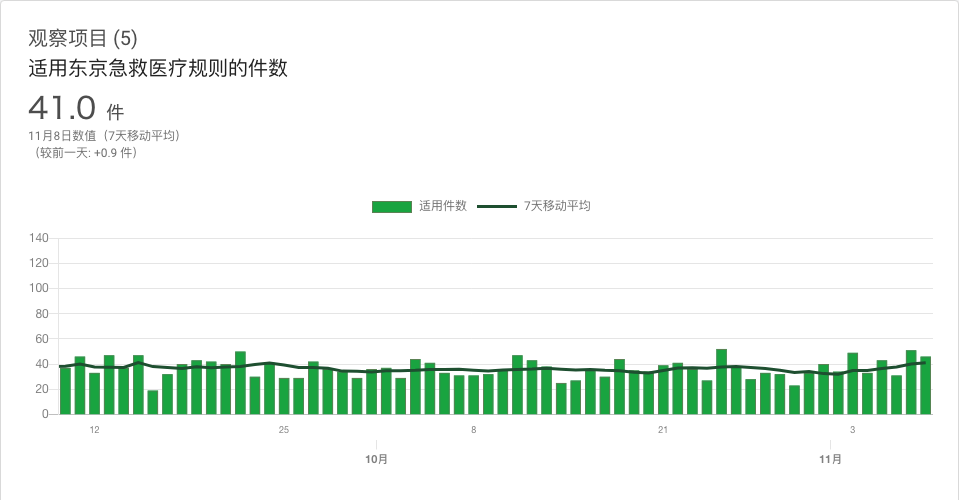 观察项目 (5)
适用东京急救医疗规则的件数
41.0 件
11月8日数值（7天移动平均）
（较前一天: +0.9 件）
适用件数 7天移动平均
140
120
100
80
60
40
20
0
12 25 8 21 3
10月 11月